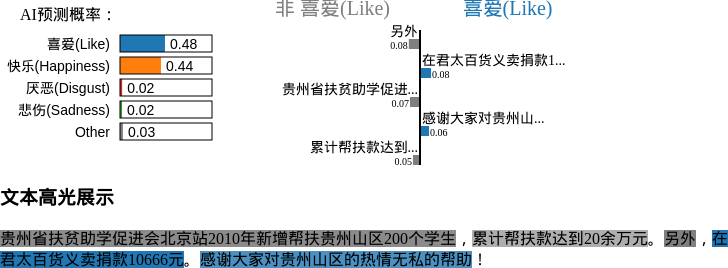 AI预测概率：
喜爱(Like) 0.48
快乐(Happiness) 0.44
厌恶(Disgust) 0.02
悲伤(Sadness) 0.02
Other 0.03
非 喜爱(Like) 喜爱(Like)
另外
0.08
在君太百货义卖捐款1...
0.08
贵州省扶贫助学促进...
0.07
感谢大家对贵州山...
0.06
累计帮扶款达到...
0.05
文本高光展示
贵州省扶贫助学促进会北京站2010年新增帮扶贵州山区200个学生，累计帮扶款达到20余万元。另外，在
君太百货义卖捐款10666元。感谢大家对贵州山区的热情无私的帮助！